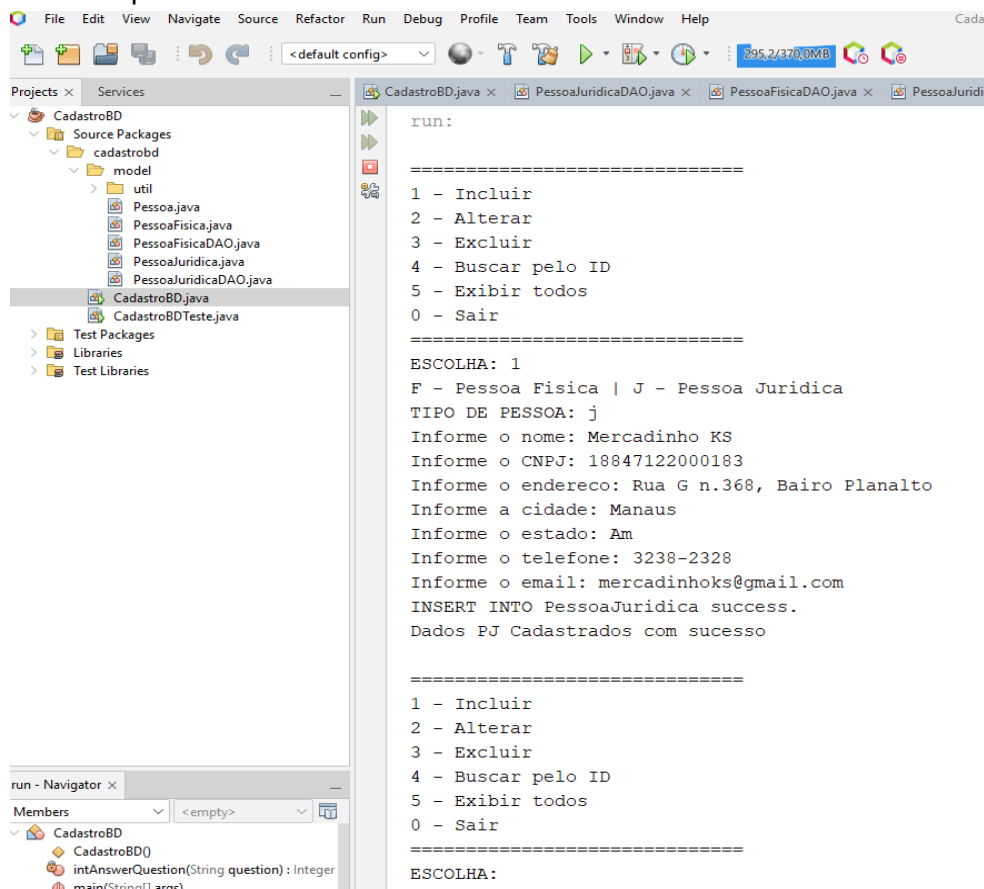 File Edit View Navigate Source Refactor Run Debug Profile Team Tools Window Help
<default config>
295,2/370,0MB
Projects
Services
CadastroBD.java
PessoaJuridicaDAO.java
PessoaFisicaDAO.java
CadastroBD
Source Packages
cadastrobd
model
util
Pessoa.java
PessoaFisica.java
PessoaFisicaDAO.java
PessoaJuridica.java
PessoaJuridicaDAO.java
CadastroBD.java
CadastroBDTeste.java
Test Packages
Libraries
Test Libraries
run:
==============================
1 - Incluir
2 - Alterar
3 - Excluir
4 - Buscar pelo ID
5 - Exibir todos
0 - Sair
==============================
ESCOLHA: 1
F - Pessoa Fisica | J - Pessoa Juridica
TIPO DE PESSOA: j
Informe o nome: Mercadinho KS
Informe o CNPJ: 18847122000183
Informe o endereco: Rua G n.368, Bairo Planalto
Informe a cidade: Manaus
Informe o estado: Am
Informe o telefone: 3238-2328
Informe o email: mercadinhoks@gmail.com
INSERT INTO PessoaJuridica success.
Dados PJ Cadastrados com sucesso
==============================
1 - Incluir
2 - Alterar
3 - Excluir
4 - Buscar pelo ID
5 - Exibir todos
0 - Sair
==============================
ESCOLHA:
run - Navigator
Members
<empty>
CadastroBD
CadastroBD()
intAnswerQuestion(String question) : Integer
main(String[] args)